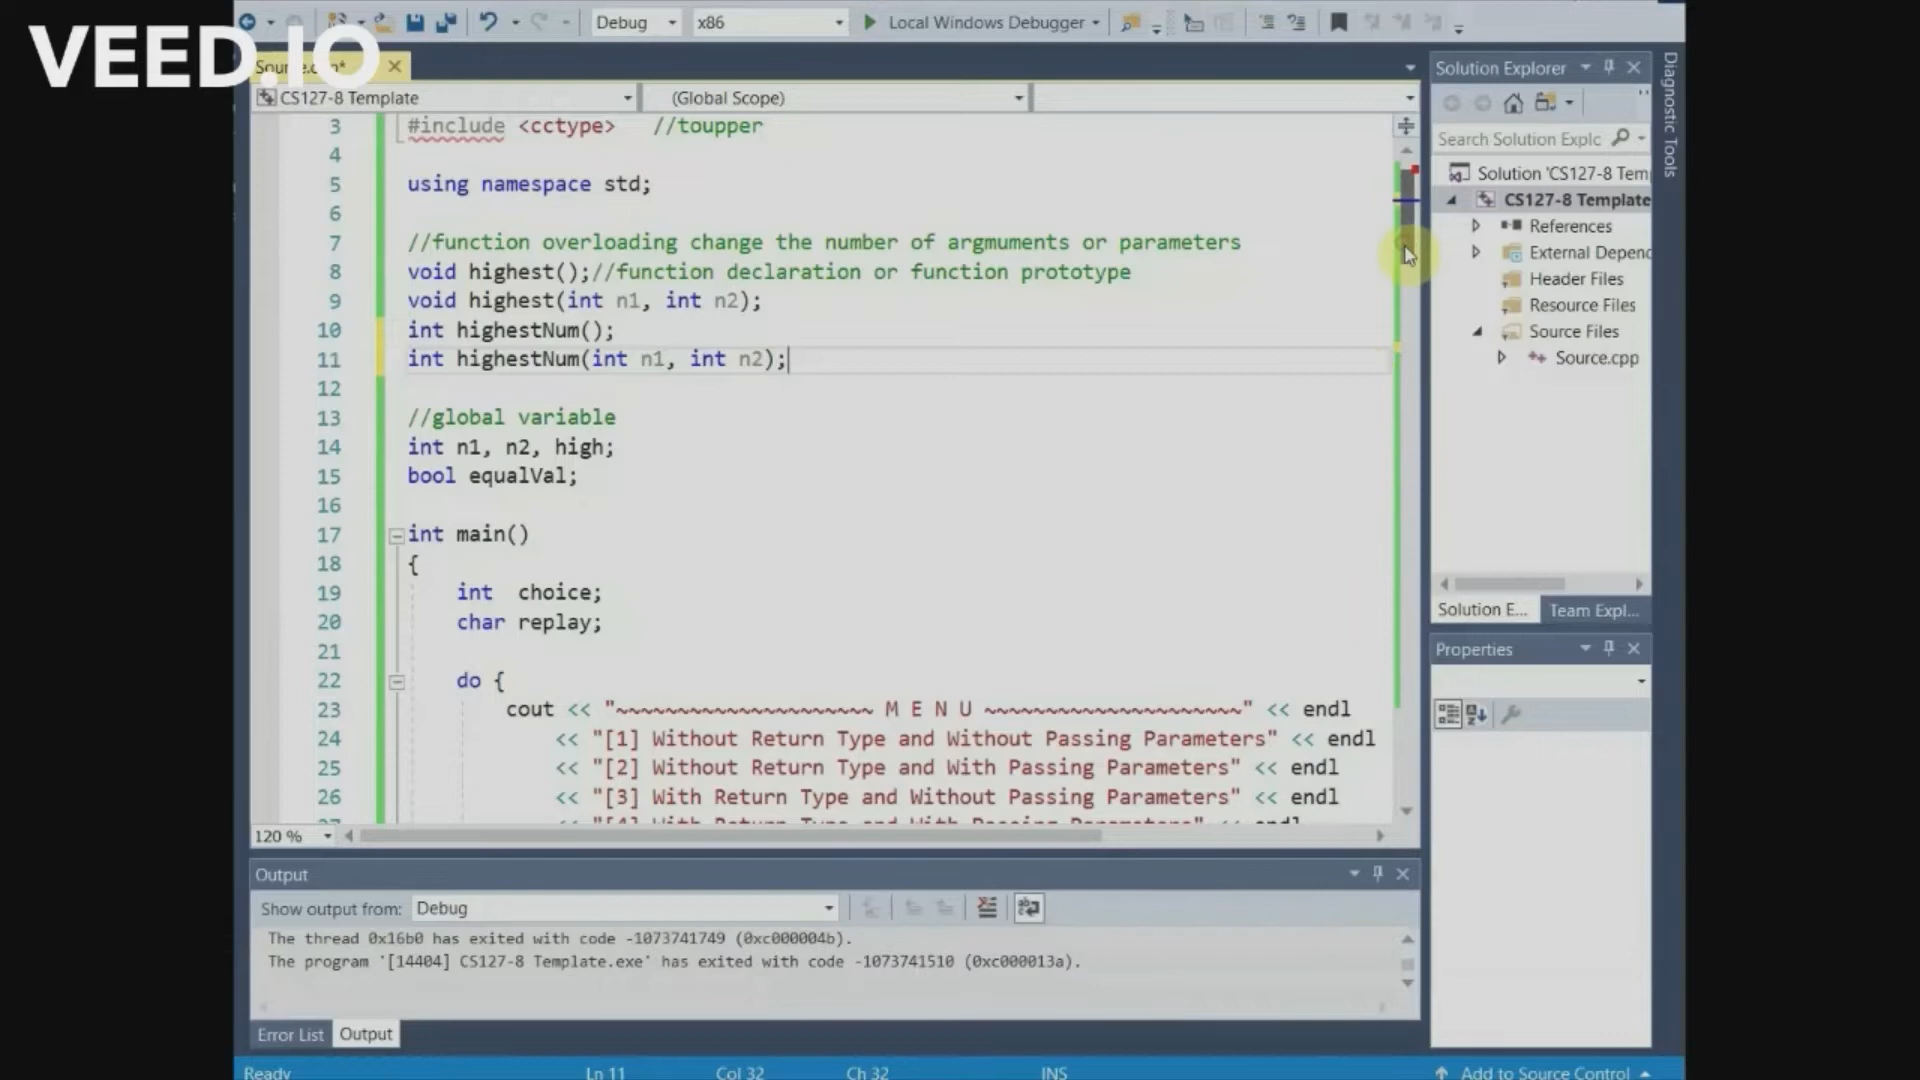 Debug
x86
Local Windows Debugger
VEED.IO
CS127-8 Template
(Global Scope)
3 #include <cctype> //toupper
4
5 using namespace std;
6
7 //function overloading change the number of argmuments or parameters
8 void highest();//function declaration or function prototype
9 void highest(int n1, int n2);
10 int highestNum();
11 int highestNum(int n1, int n2);
12
13 //global variable
14 int n1, n2, high;
15 bool equalVal;
16
17 int main()
18 {
19 int choice;
20 char replay;
21
22 do {
23 cout << "~~~~~~~~~~~~~~~~~~~~~ M E N U ~~~~~~~~~~~~~~~~~~~~~" << endl
24 << "[1] Without Return Type and Without Passing Parameters" << endl
25 << "[2] Without Return Type and With Passing Parameters" << endl
26 << "[3] With Return Type and Without Passing Parameters" << endl
120 %
Output
Show output from: Debug
The thread 0x16b0 has exited with code -1073741749 (0xc000004b).
The program '[14404] CS127-8 Template.exe' has exited with code -1073741510 (0xc000013a).
Error List Output
Ready Ln 11 Col 32 Ch 32 INS Add to Source Control
Solution Explorer
Search Solution Explc
Solution 'CS127-8 Tem
CS127-8 Template
References
External Depenc
Header Files
Resource Files
Source Files
Source.cpp
Solution E... Team Expl...
Properties
Diagnostic Tools